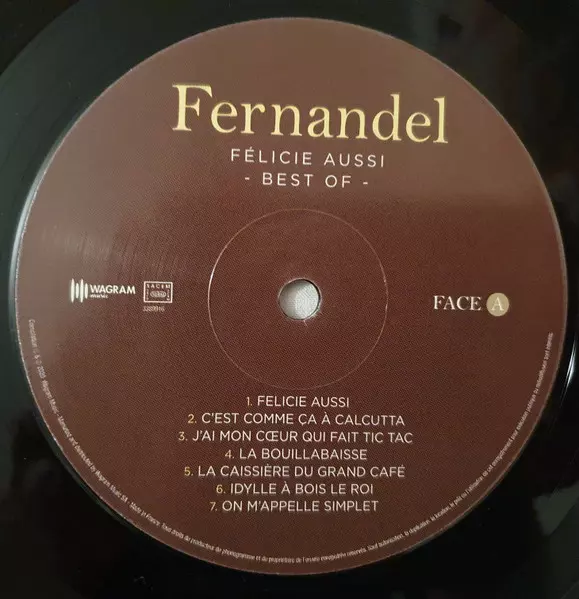 Fernandel
FÉLICIE AUSSI
- BEST OF -
WAGRAM
music
SACEM
FACE A
1. FELICIE AUSSI
2. C'EST COMME ÇA À CALCUTTA
3. J'AI MON CŒUR QUI FAIT TIC TAC
4. LA BOUILLABAISSE
5. LA CAISSIÈRE DU GRAND CAFÉ
6. IDYLLE À BOIS LE ROI
7. ON M'APPELLE SIMPLET